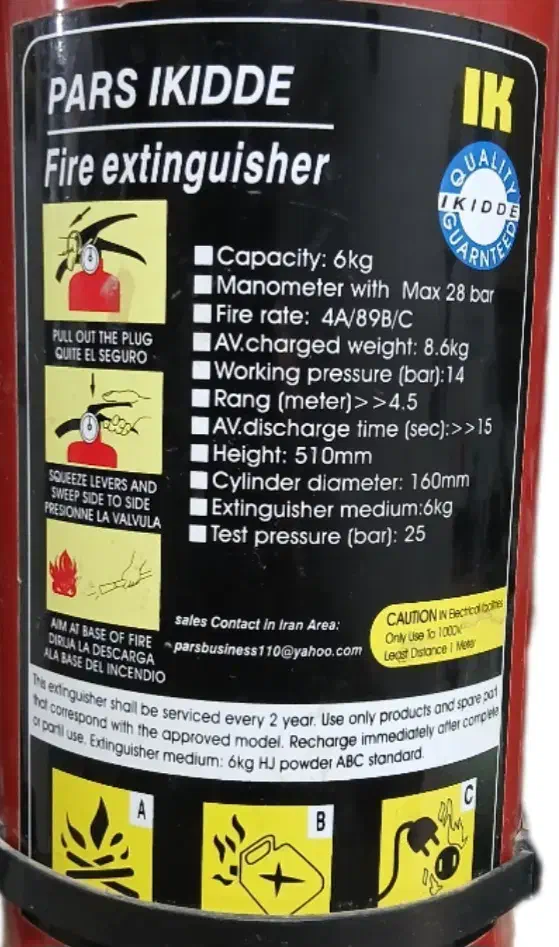 PARS IKIDDE
IK
Fire extinguisher
QUALITY
IKIDDE
GUARNTEED
PULL OUT THE PLUG
QUITE EL SEGURO
SQUEEZE LEVERS AND
SWEEP SIDE TO SIDE
PRESIONNE LA VALVULA
AIM AT BASE OF FIRE
DIRIJA LA DESCARGA
ALA BASE DEL INCENDIO
Capacity: 6kg
Manometer with Max 28 bar
Fire rate: 4A/89B/C
AV.charged weight: 8.6kg
Working pressure (bar):14
Rang (meter)>>4.5
AV.discharge time (sec):>>15
Height: 510mm
Cylinder diameter: 160mm
Extinguisher medium:6kg
Test pressure (bar): 25
sales Contact in Iran Area:
parsbusiness110@yahoo.com
CAUTION IN Electrical facilities
Only Use To 1000V
Least Distance 1 Meter
This extinguisher shall be serviced every 2 year. Use only products and spare part
that correspond with the approved model. Recharge immediately after complete
or partil use. Extinguisher medium: 6kg HJ powder ABC standard.
A
B
C